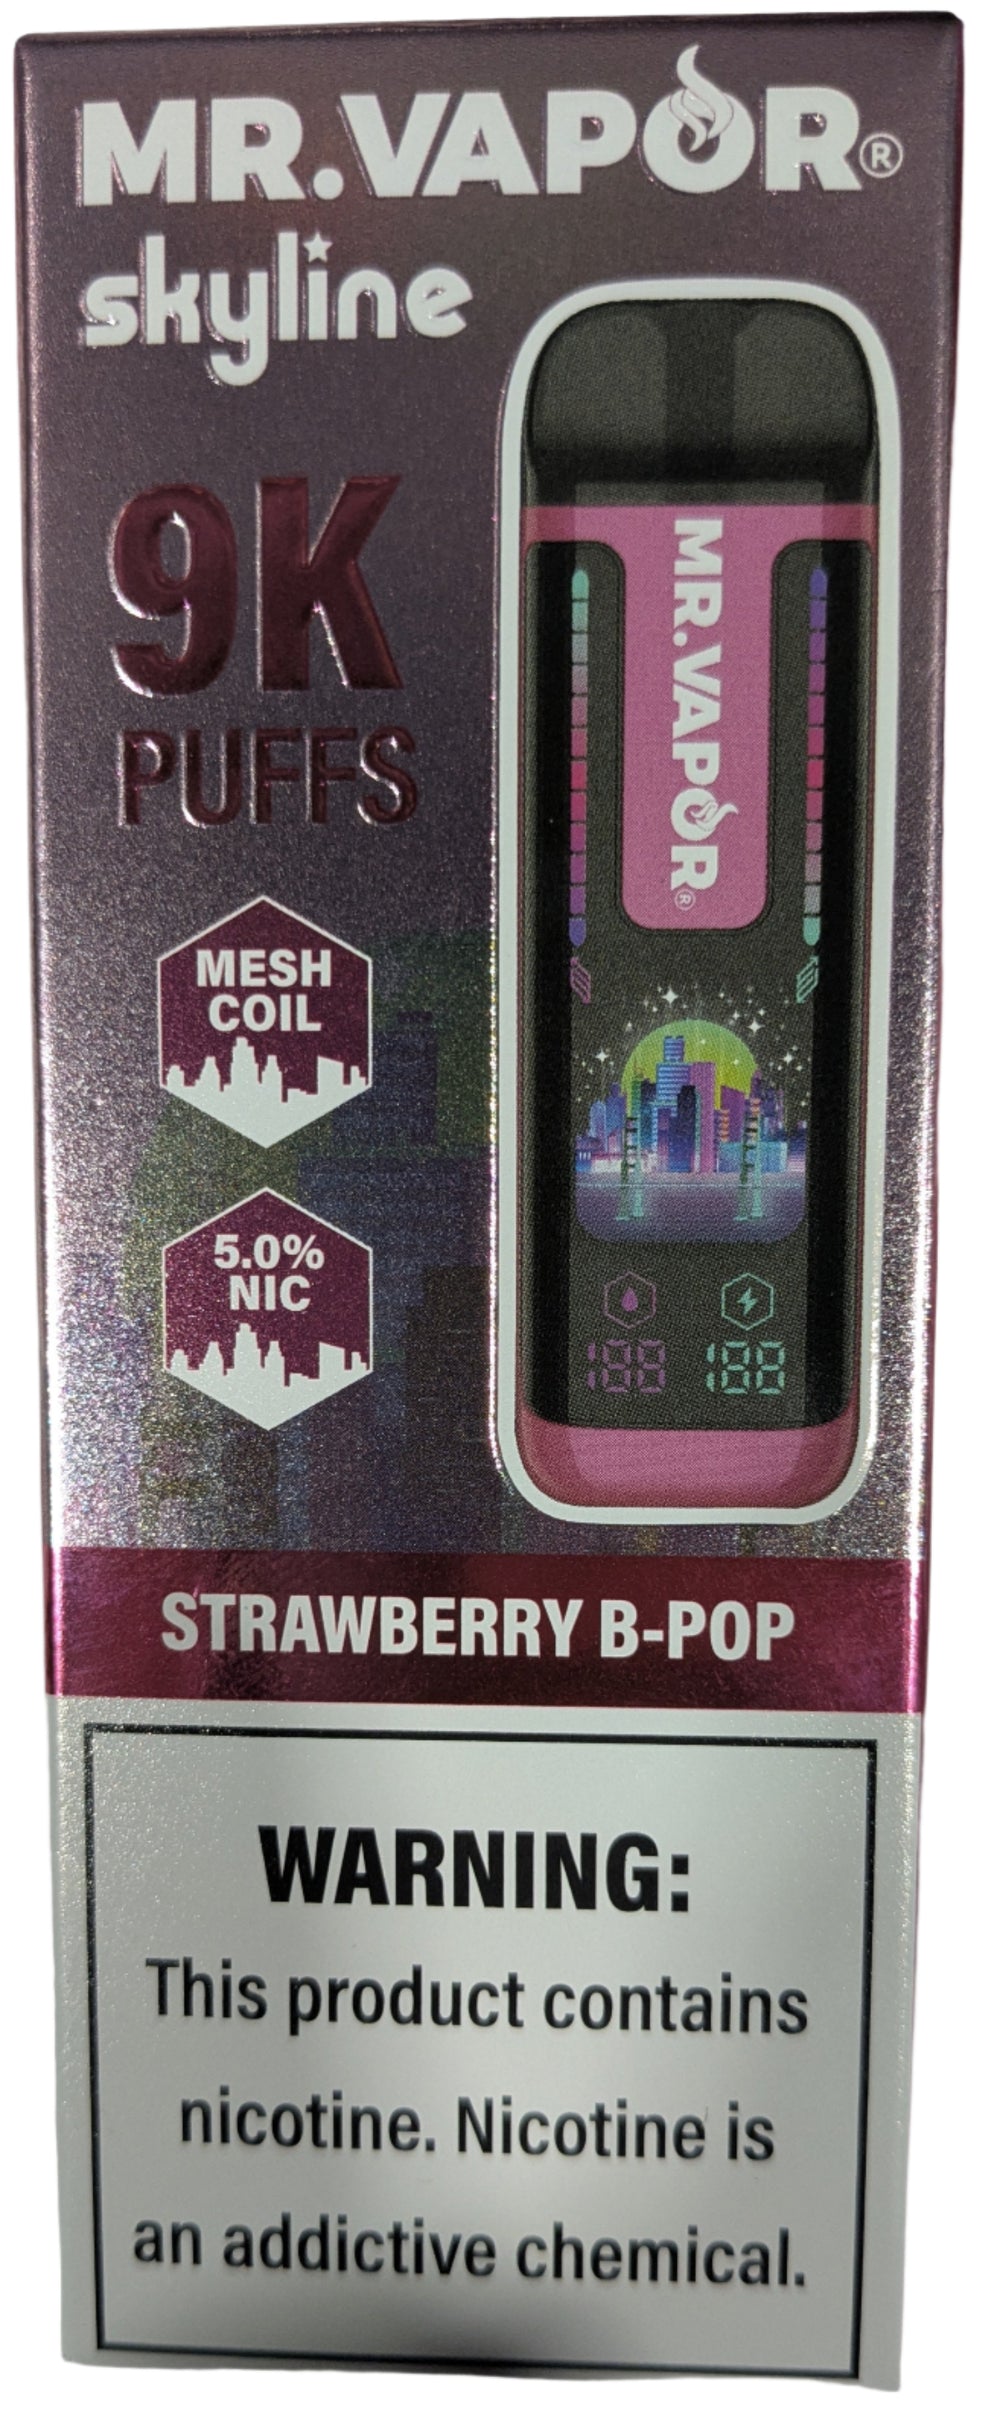 MR.VAPOR®
skyline
9K
PUFFS
MESH
COIL
5.0%
NIC
MR.VAPOR®
188 188
STRAWBERRY B-POP
WARNING:
This product contains
nicotine. Nicotine is
an addictive chemical.